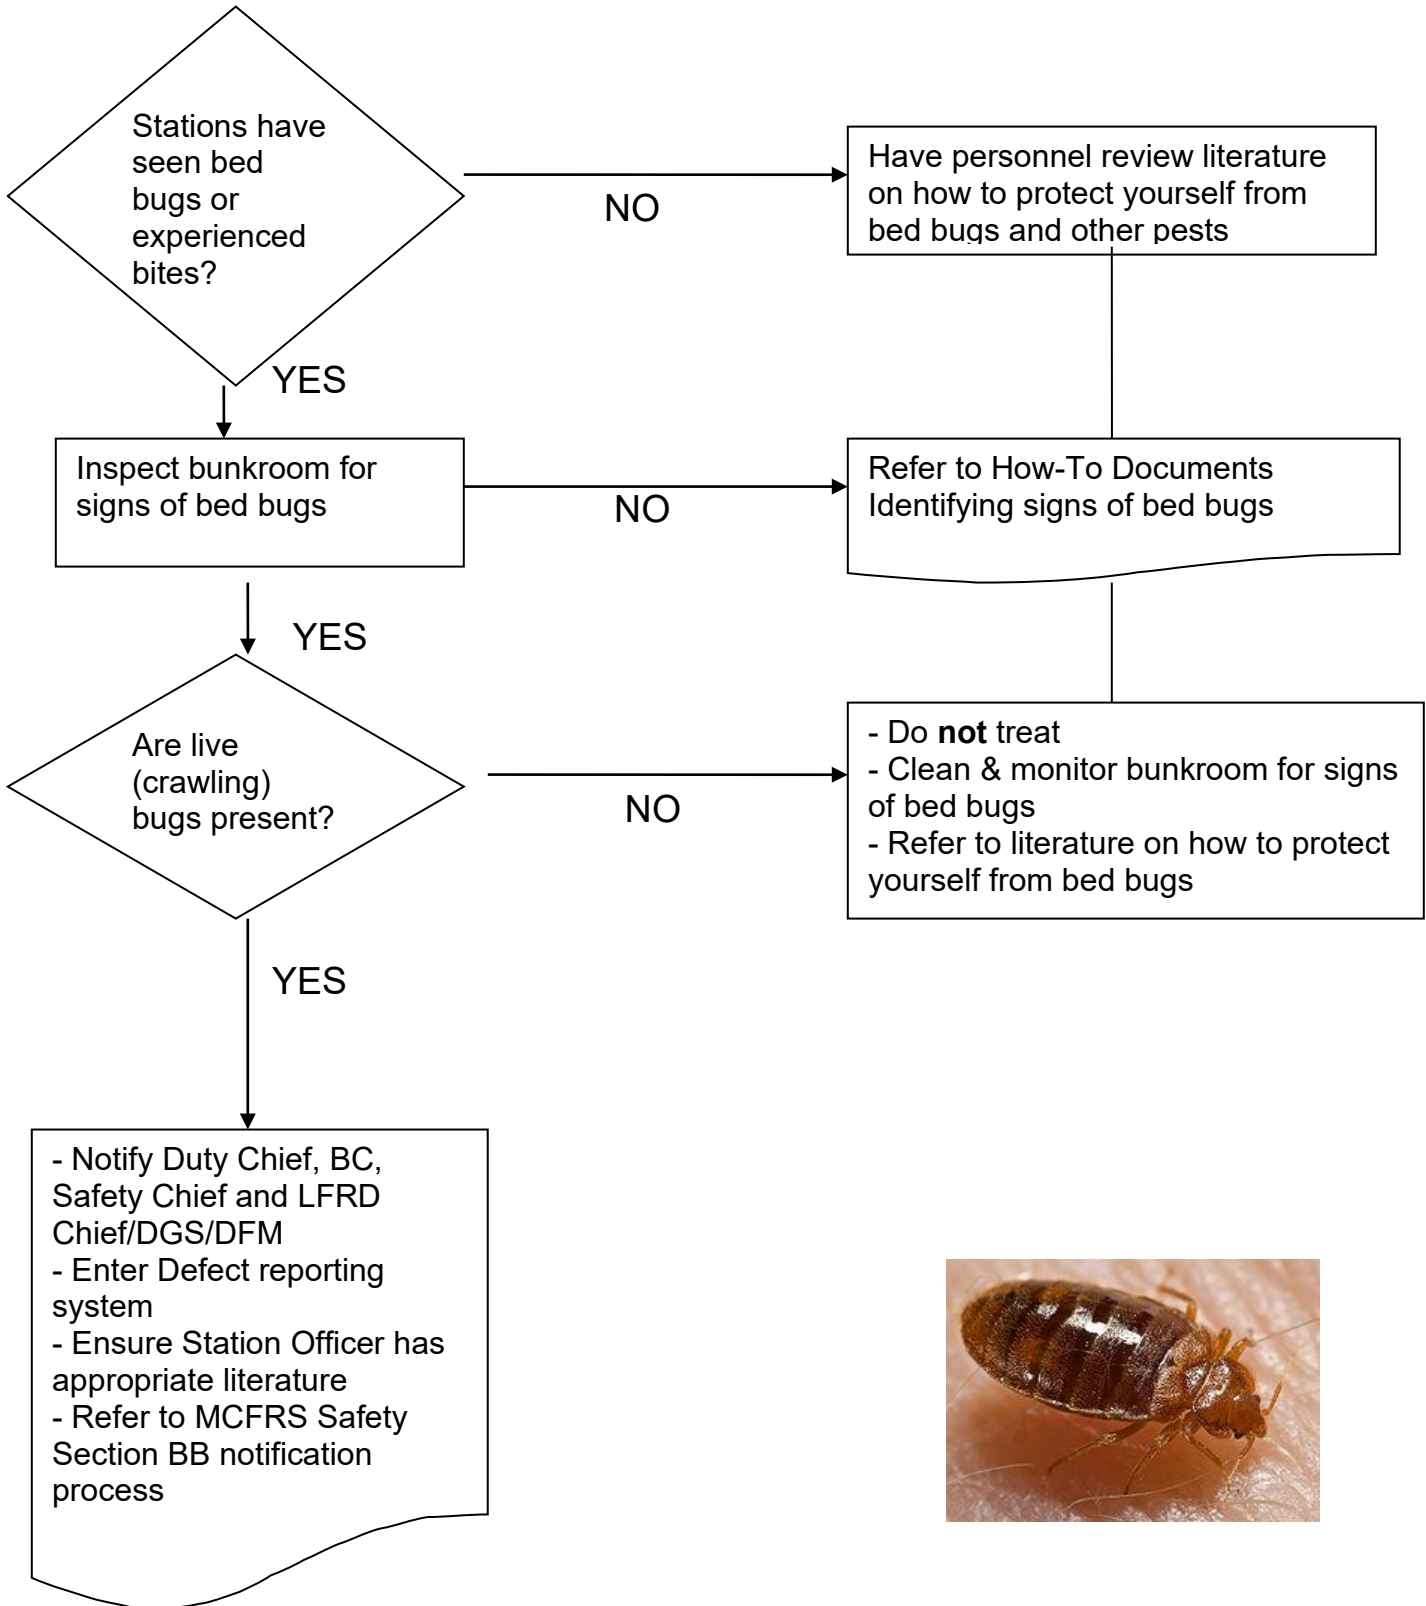 Stations have
seen bed
bugs or
experienced
bites?
NO
Have personnel review literature
on how to protect yourself from
bed bugs and other pests
YES
Inspect bunkroom for
signs of bed bugs
NO
Refer to How-To Documents
Identifying signs of bed bugs
YES
Are live
(crawling)
bugs present?
NO
- Do not treat
- Clean & monitor bunkroom for signs
of bed bugs
- Refer to literature on how to protect
yourself from bed bugs
YES
- Notify Duty Chief, BC,
Safety Chief and LFRD
Chief/DGS/DFM
- Enter Defect reporting
system
- Ensure Station Officer has
appropriate literature
- Refer to MCFRS Safety
Section BB notification
process